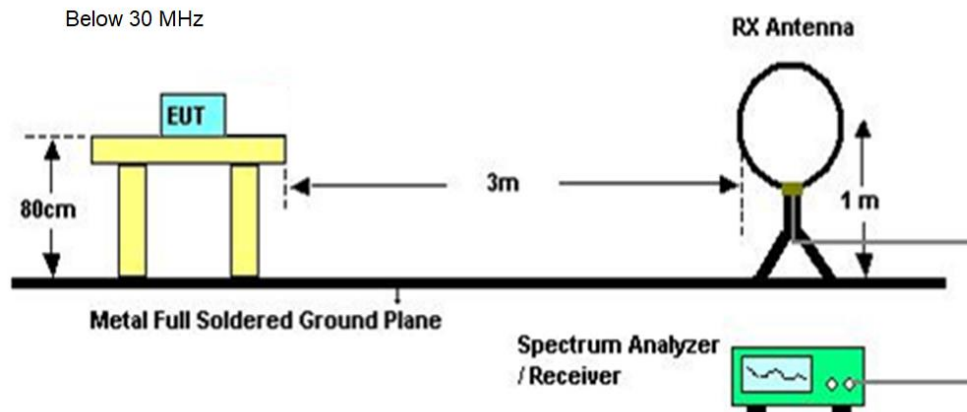 Below 30 MHz
RX Antenna
EUT
80cm
3m
1 m
Metal Full Soldered Ground Plane
Spectrum Analyzer
/ Receiver